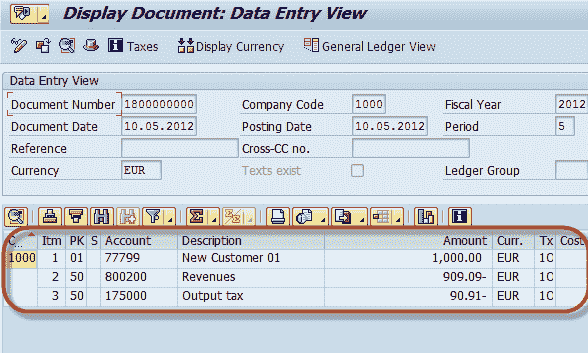 Display Document: Data Entry View
Taxes Display Currency General Ledger View
Data Entry View
Document Number 1800000000 Company Code 1000 Fiscal Year 2012
Document Date 10.05.2012 Posting Date 10.05.2012 Period 5
Reference Cross-CC no.
Currency EUR Texts exist Ledger Group
C... Itm PK S Account Description Amount Curr. Tx Cost
1000 1 01 77799 New Customer 01 1,000.00 EUR 1O
2 50 800200 Revenues 909.09- EUR 1O
3 50 175000 Output tax 90.91- EUR 1O